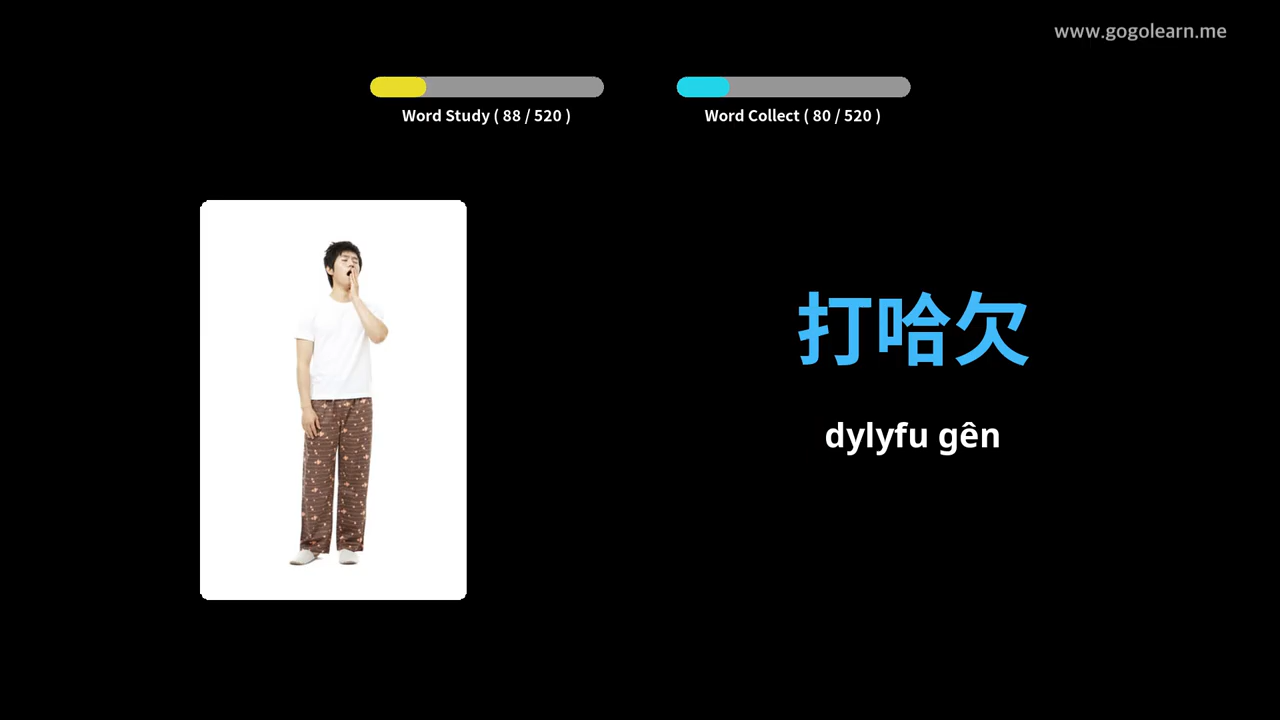 www.gogolearn.me
Word Study ( 88 / 520 )
Word Collect ( 80 / 520 )
打哈欠
dylyfu gên